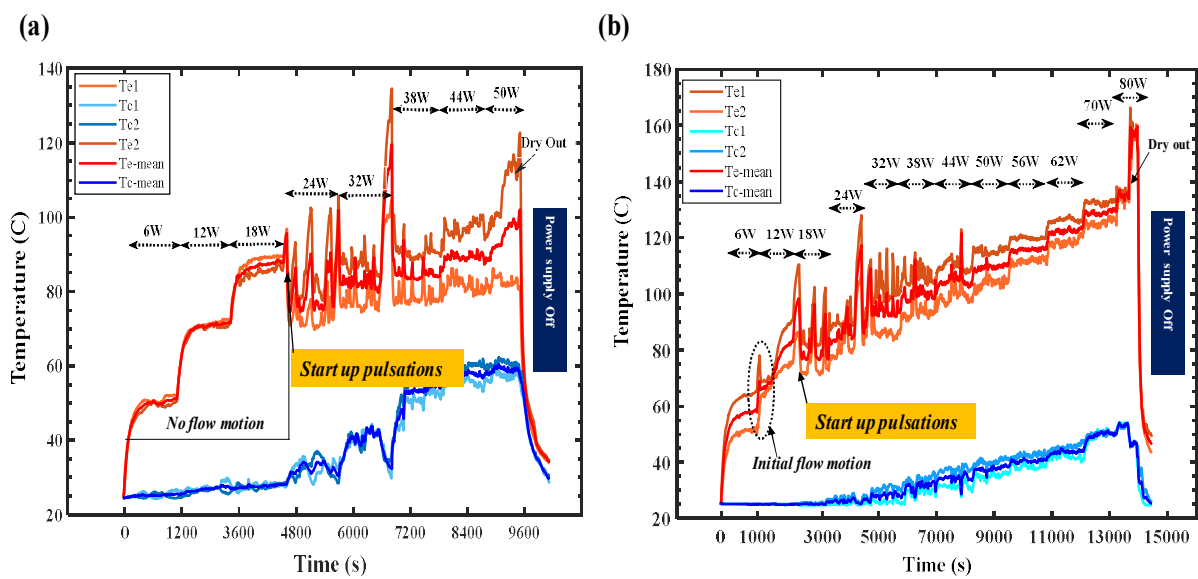 (a)
Te1
Tc1
Tc2
Te2
Te-mean
Tc-mean
6W
12W
18W
24W
32W
38W
44W
50W
Dry Out
Power supply Off
Start up pulsations
No flow motion
Temperature (C)
140
120
100
80
60
40
20
0
1200
2400
3600
4800
6000
7200
8400
9600
Time (s)
(b)
Te1
Te2
Tc1
Tc2
Te-mean
Tc-mean
6W
12W
18W
24W
32W
38W
44W
50W
56W
62W
70W
80W
Dry out
Power supply Off
Start up pulsations
Initial flow motion
Temperature (C)
180
160
140
120
100
80
60
40
20
0
1000
3000
5000
7000
9000
11000
13000
15000
Time (s)